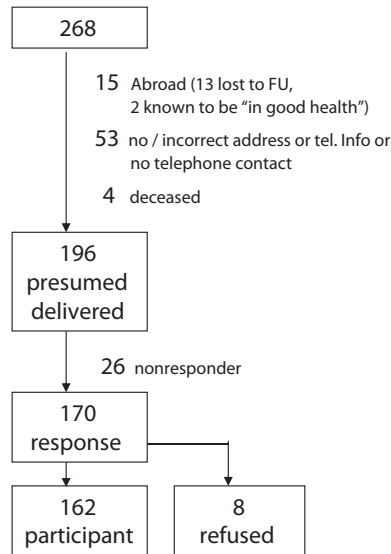 268
15 Abroad (13 lost to FU,
2 known to be “in good health”)
53 no / incorrect address or tel. Info or
no telephone contact
4 deceased
196
presumed
delivered
26 nonresponder
170
response
162
participant
8
refused